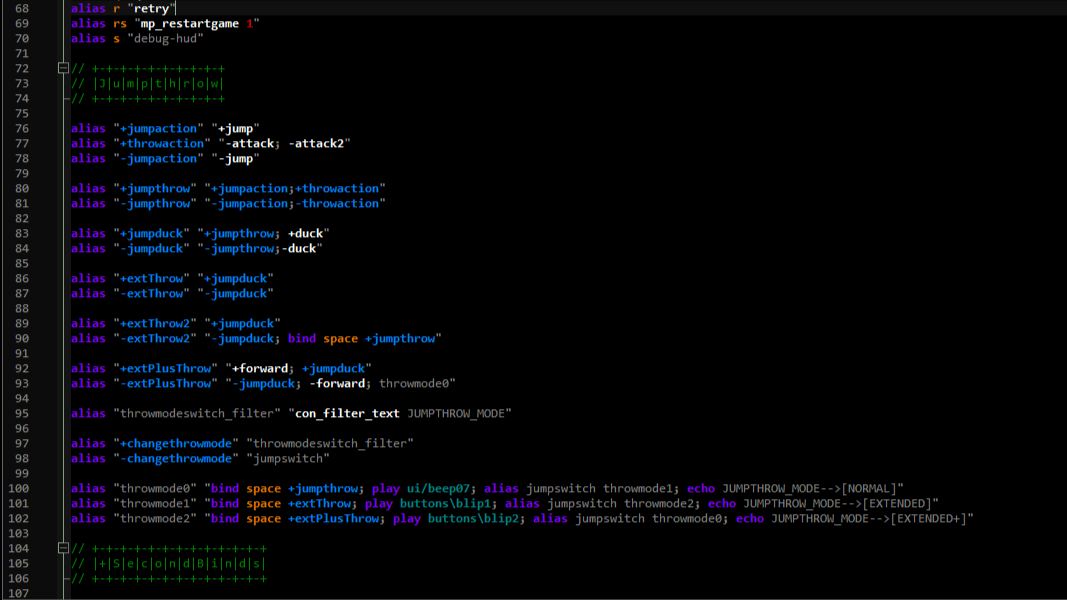 68 alias r "retry"
69 alias rs "mp_restartgame 1"
70 alias s "debug-hud"
71
72 // +-+-+-+-+-+-+-+-+-+
73 // |J|u|m|p|t|h|r|o|w|
74 // +-+-+-+-+-+-+-+-+-+
75
76 alias "+jumpaction" "+jump"
77 alias "+throwaction" "-attack; -attack2"
78 alias "-jumpaction" "-jump"
79
80 alias "+jumpthrow" "+jumpaction;+throwaction"
81 alias "-jumpthrow" "-jumpaction;-throwaction"
82
83 alias "+jumpduck" "+jumpthrow; +duck"
84 alias "-jumpduck" "-jumpthrow;-duck"
85
86 alias "+extThrow" "+jumpduck"
87 alias "-extThrow" "-jumpduck"
88
89 alias "+extThrow2" "+jumpduck"
90 alias "-extThrow2" "-jumpduck; bind space +jumpthrow"
91
92 alias "+extPlusThrow" "+forward; +jumpduck"
93 alias "-extPlusThrow" "-jumpduck; -forward; throwmode0"
94
95 alias "throwmodeswitch_filter" "con_filter_text JUMPTHROW_MODE"
96
97 alias "+changethrowmode" "throwmodeswitch_filter"
98 alias "-changethrowmode" "jumpswitch"
99
100 alias "throwmode0" "bind space +jumpthrow; play ui/beep07; alias jumpswitch throwmode1; echo JUMPTHROW_MODE-->[NORMAL]"
101 alias "throwmode1" "bind space +extThrow; play buttons\blip1; alias jumpswitch throwmode2; echo JUMPTHROW_MODE-->[EXTENDED]"
102 alias "throwmode2" "bind space +extPlusThrow; play buttons\blip2; alias jumpswitch throwmode0; echo JUMPTHROW_MODE-->[EXTENDED+]"
103
104 // +-+-+-+-+-+-+-+-+-+-+-+-+
105 // |+|S|e|c|o|n|d|B|i|n|d|s|
106 // +-+-+-+-+-+-+-+-+-+-+-+-+
107